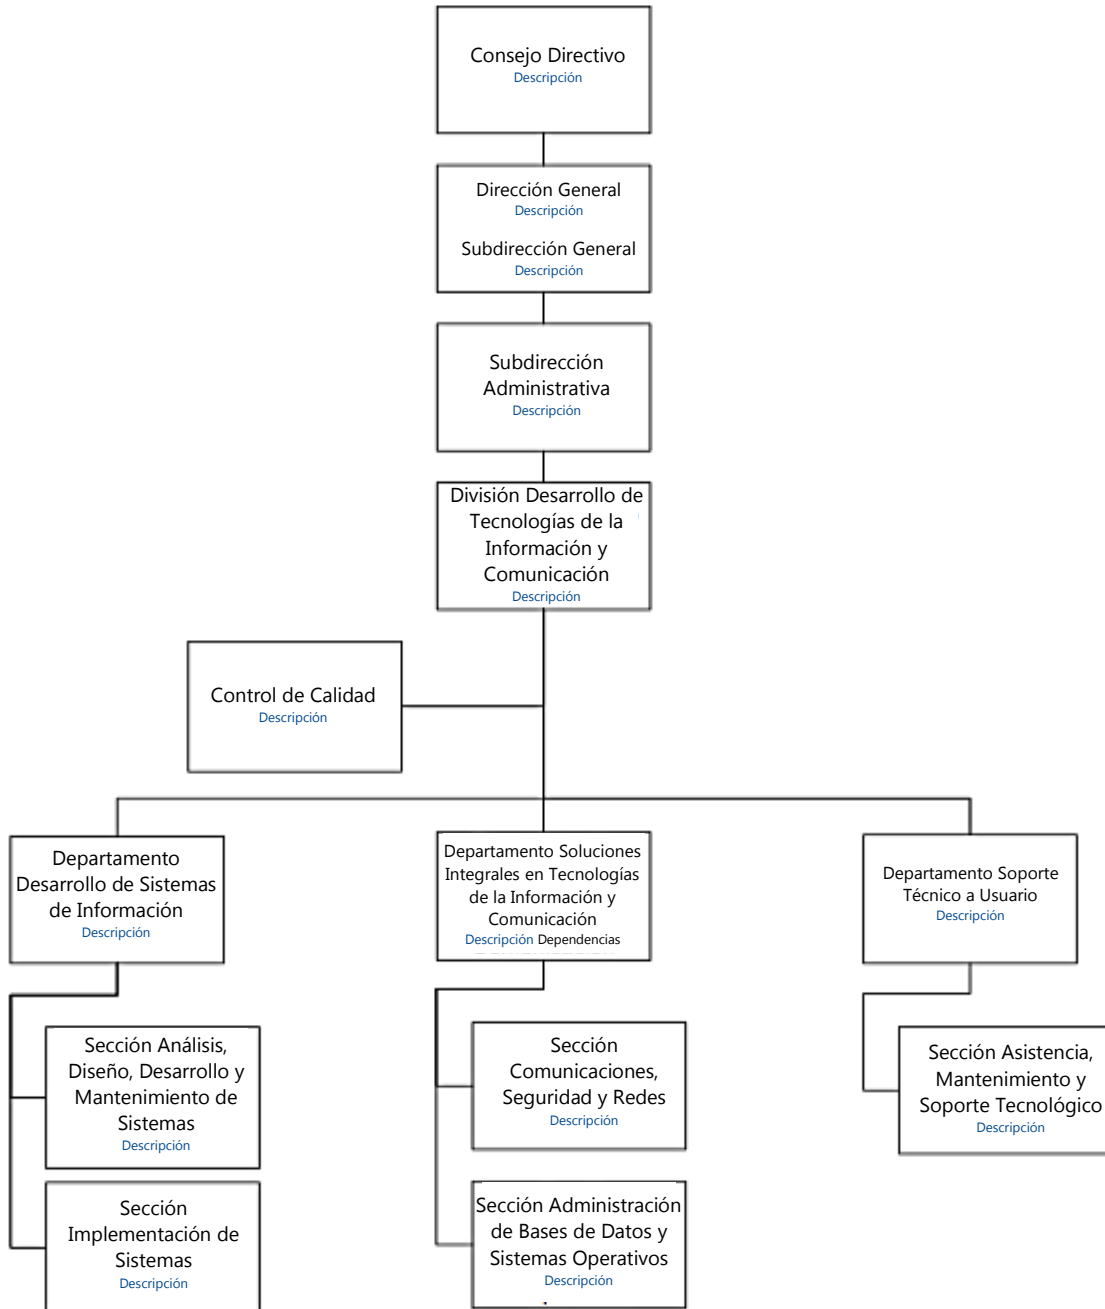 Consejo Directivo
Descripción
Dirección General
Descripción
Subdirección General
Descripción
Subdirección
Administrativa
Descripción
División Desarrollo de
Tecnologías de la
Información y
Comunicación
Descripción
Control de Calidad
Descripción
Departamento
Desarrollo de Sistemas
de Información
Descripción
Departamento Soluciones
Integrales en Tecnologías
de la Información y
Comunicación
Descripción Dependencias
Departamento Soporte
Técnico a Usuario
Descripción
Sección Análisis,
Diseño, Desarrollo y
Mantenimiento de
Sistemas
Descripción
Sección
Comunicaciones,
Seguridad y Redes
Descripción
Sección Asistencia,
Mantenimiento y
Soporte Tecnológico
Descripción
Sección
Implementación de
Sistemas
Descripción
Sección Administración
de Bases de Datos y
Sistemas Operativos
Descripción